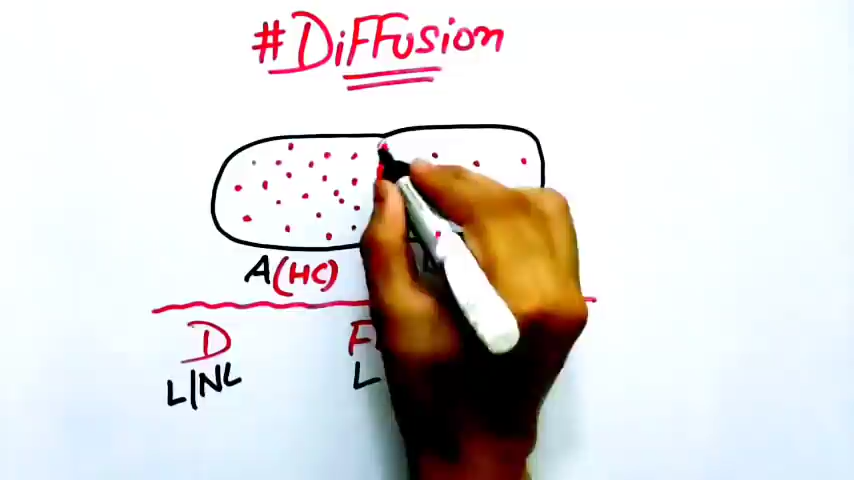 #DiFFusion
A(HC)
D
L/NL
L